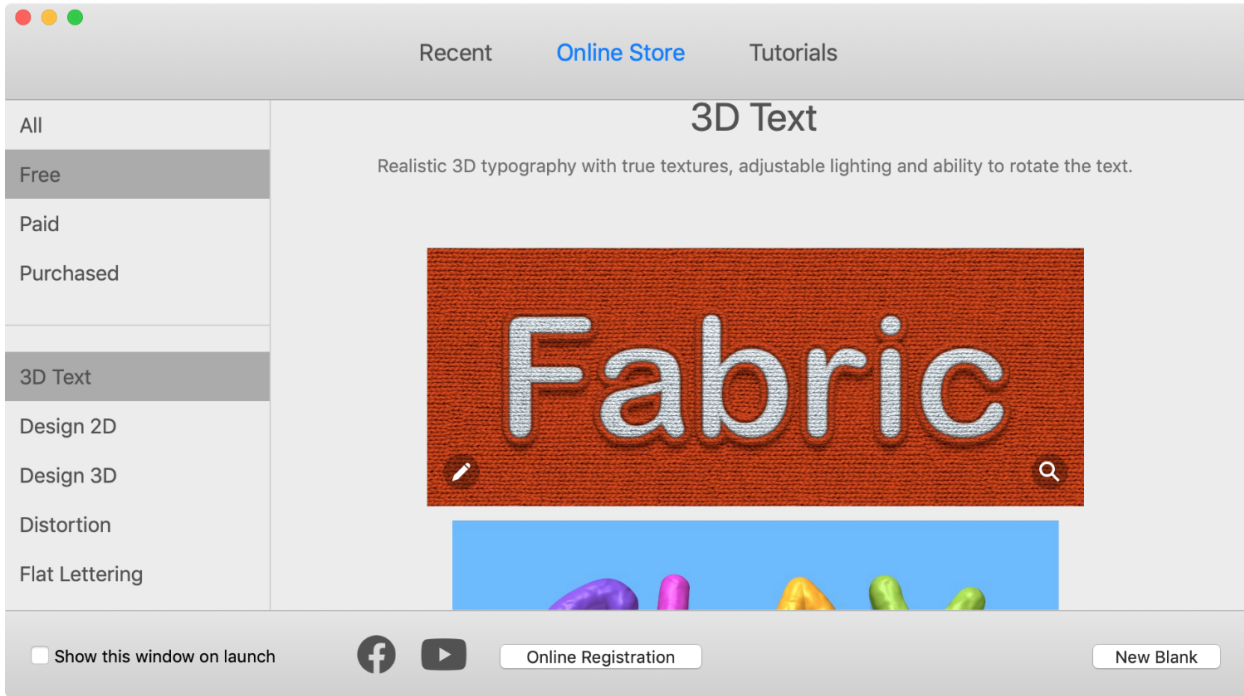 Recent Online Store Tutorials
All
Free
Paid
Purchased
3D Text
Design 2D
Design 3D
Distortion
Flat Lettering
3D Text
Realistic 3D typography with true textures, adjustable lighting and ability to rotate the text.
Fabric
Show this window on launch
Online Registration
New Blank